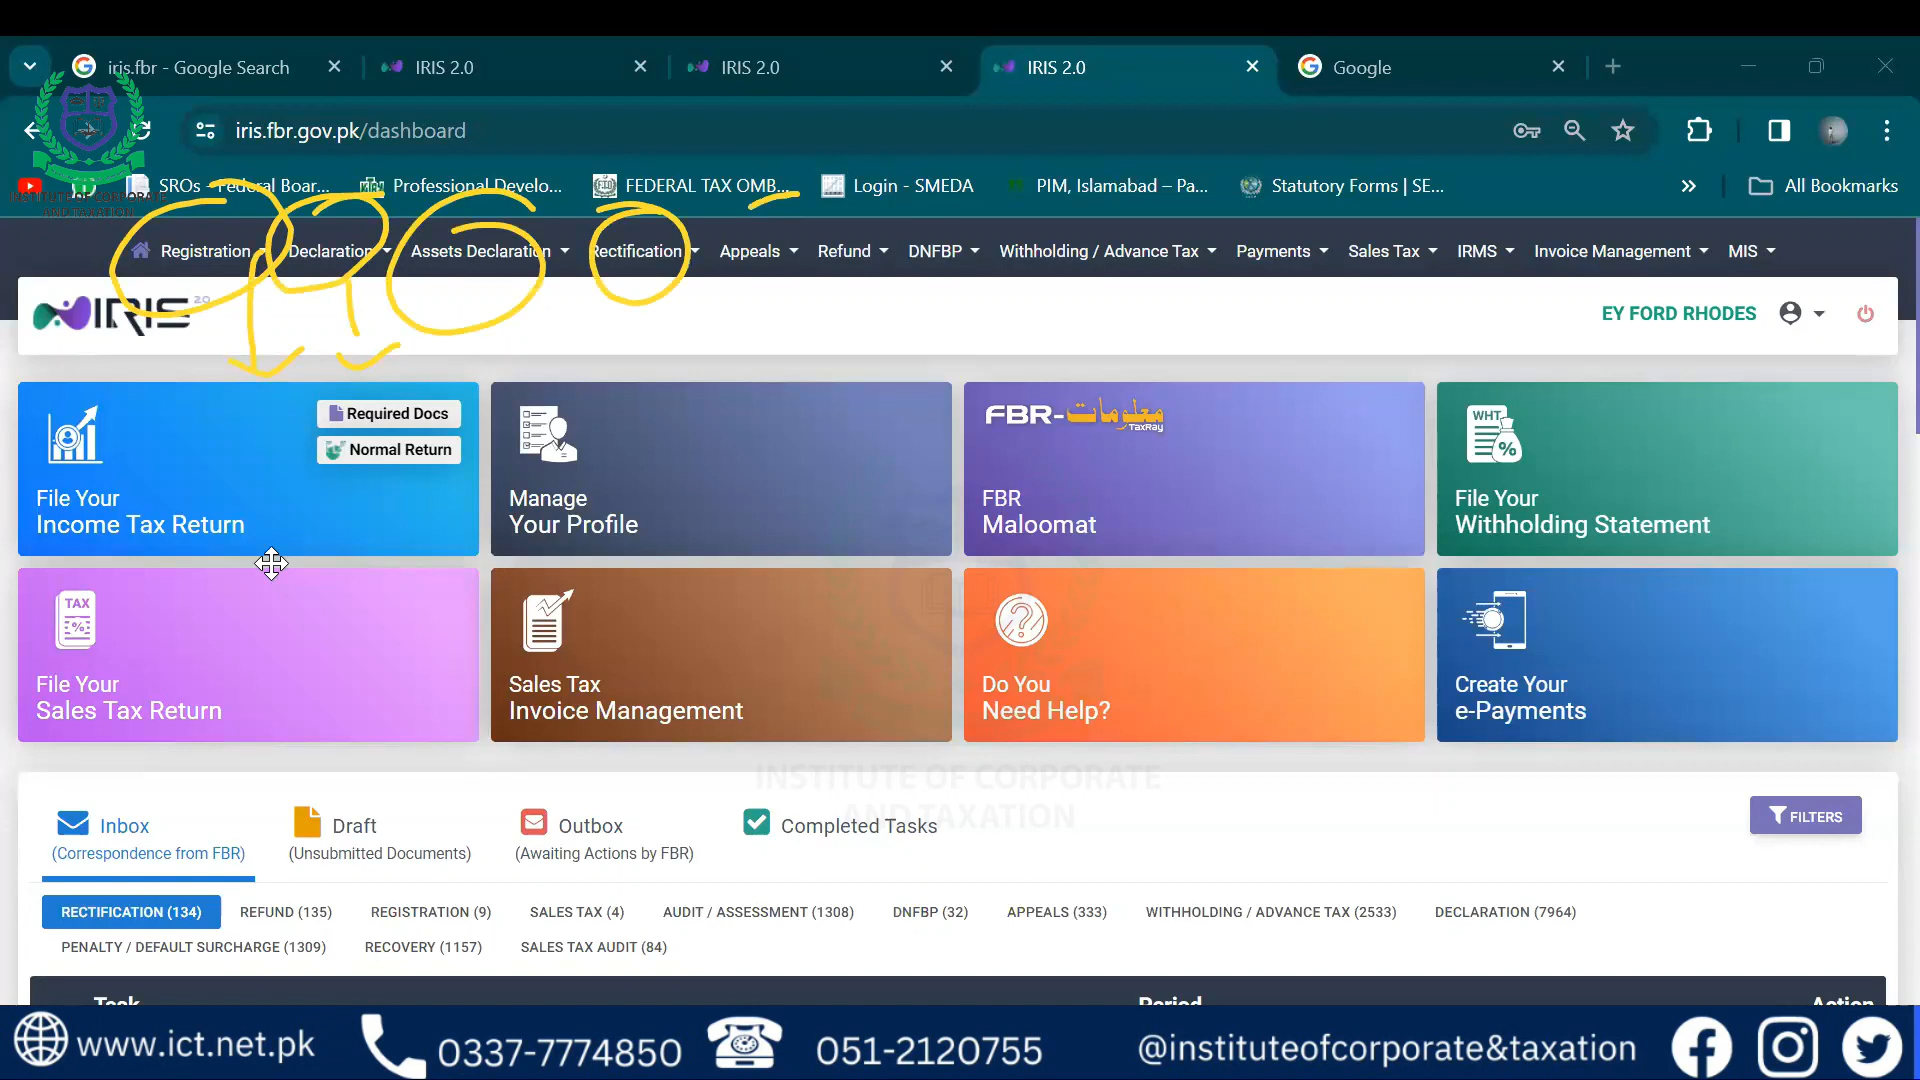 iris.fbr - Google Search
IRIS 2.0
IRIS 2.0
IRIS 2.0
Google
iris.fbr.gov.pk/dashboard
INSTITUTE OF CORPORATE
AND TAXATION
SROs - Federal Boar...
Professional Develo...
FEDERAL TAX OMB...
Login - SMEDA
PIM, Islamabad – Pa...
Statutory Forms | SE...
All Bookmarks
Registration
Declaration
Assets Declaration
Rectification
Appeals
Refund
DNFBP
Withholding / Advance Tax
Payments
Sales Tax
IRMS
Invoice Management
MIS
IRIS 2.0
EY FORD RHODES
Required Docs
Normal Return
File Your
Income Tax Return
Manage
Your Profile
FBR-معلومات
TaxRay
FBR
Maloomat
WHT
%
File Your
Withholding Statement
TAX
%
File Your
Sales Tax Return
Sales Tax
Invoice Management
?
Do You
Need Help?
Create Your
e-Payments
INSTITUTE OF CORPORATE
AND TAXATION
Inbox
(Correspondence from FBR)
Draft
(Unsubmitted Documents)
Outbox
(Awaiting Actions by FBR)
Completed Tasks
FILTERS
RECTIFICATION (134)
REFUND (135)
REGISTRATION (9)
SALES TAX (4)
AUDIT / ASSESSMENT (1308)
DNFBP (32)
APPEALS (333)
WITHHOLDING / ADVANCE TAX (2533)
DECLARATION (7964)
PENALTY / DEFAULT SURCHARGE (1309)
RECOVERY (1157)
SALES TAX AUDIT (84)
Task
Period
Action
www.ict.net.pk
0337-7774850
051-2120755
@instituteofcorporate&taxation